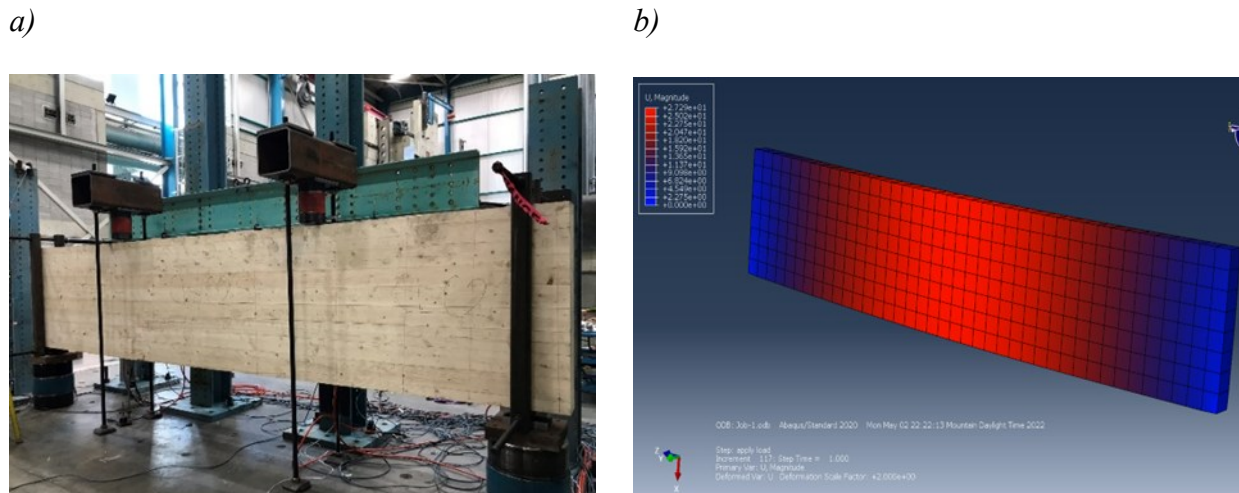 a)
b)
U, Magnitude
+2.729e+01
+2.502e+01
+2.275e+01
+2.047e+01
+1.820e+01
+1.592e+01
+1.365e+01
+1.137e+01
+9.098e+00
+6.824e+00
+4.549e+00
+2.275e+00
+0.000e+00
ODB: Job-1.odb Abaqus/Standard 2020 Mon May 02 22:22:13 Mountain Daylight Time 2022
Step: apply load
Increment 117: Step Time = 1.000
Primary Var: U, Magnitude
Deformed Var: U Deformation Scale Factor:
Z
Y
X